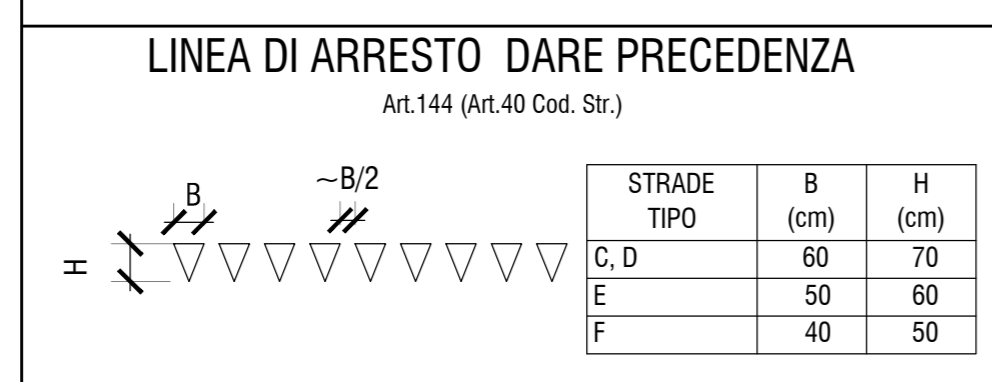 LINEA DI ARRESTO DARE PRECEDENZA
Art.144 (Art.40 Cod. Str.)
B
~B/2
H
STRADE TIPO B (cm) H (cm)
C, D 60 70
E 50 60
F 40 50